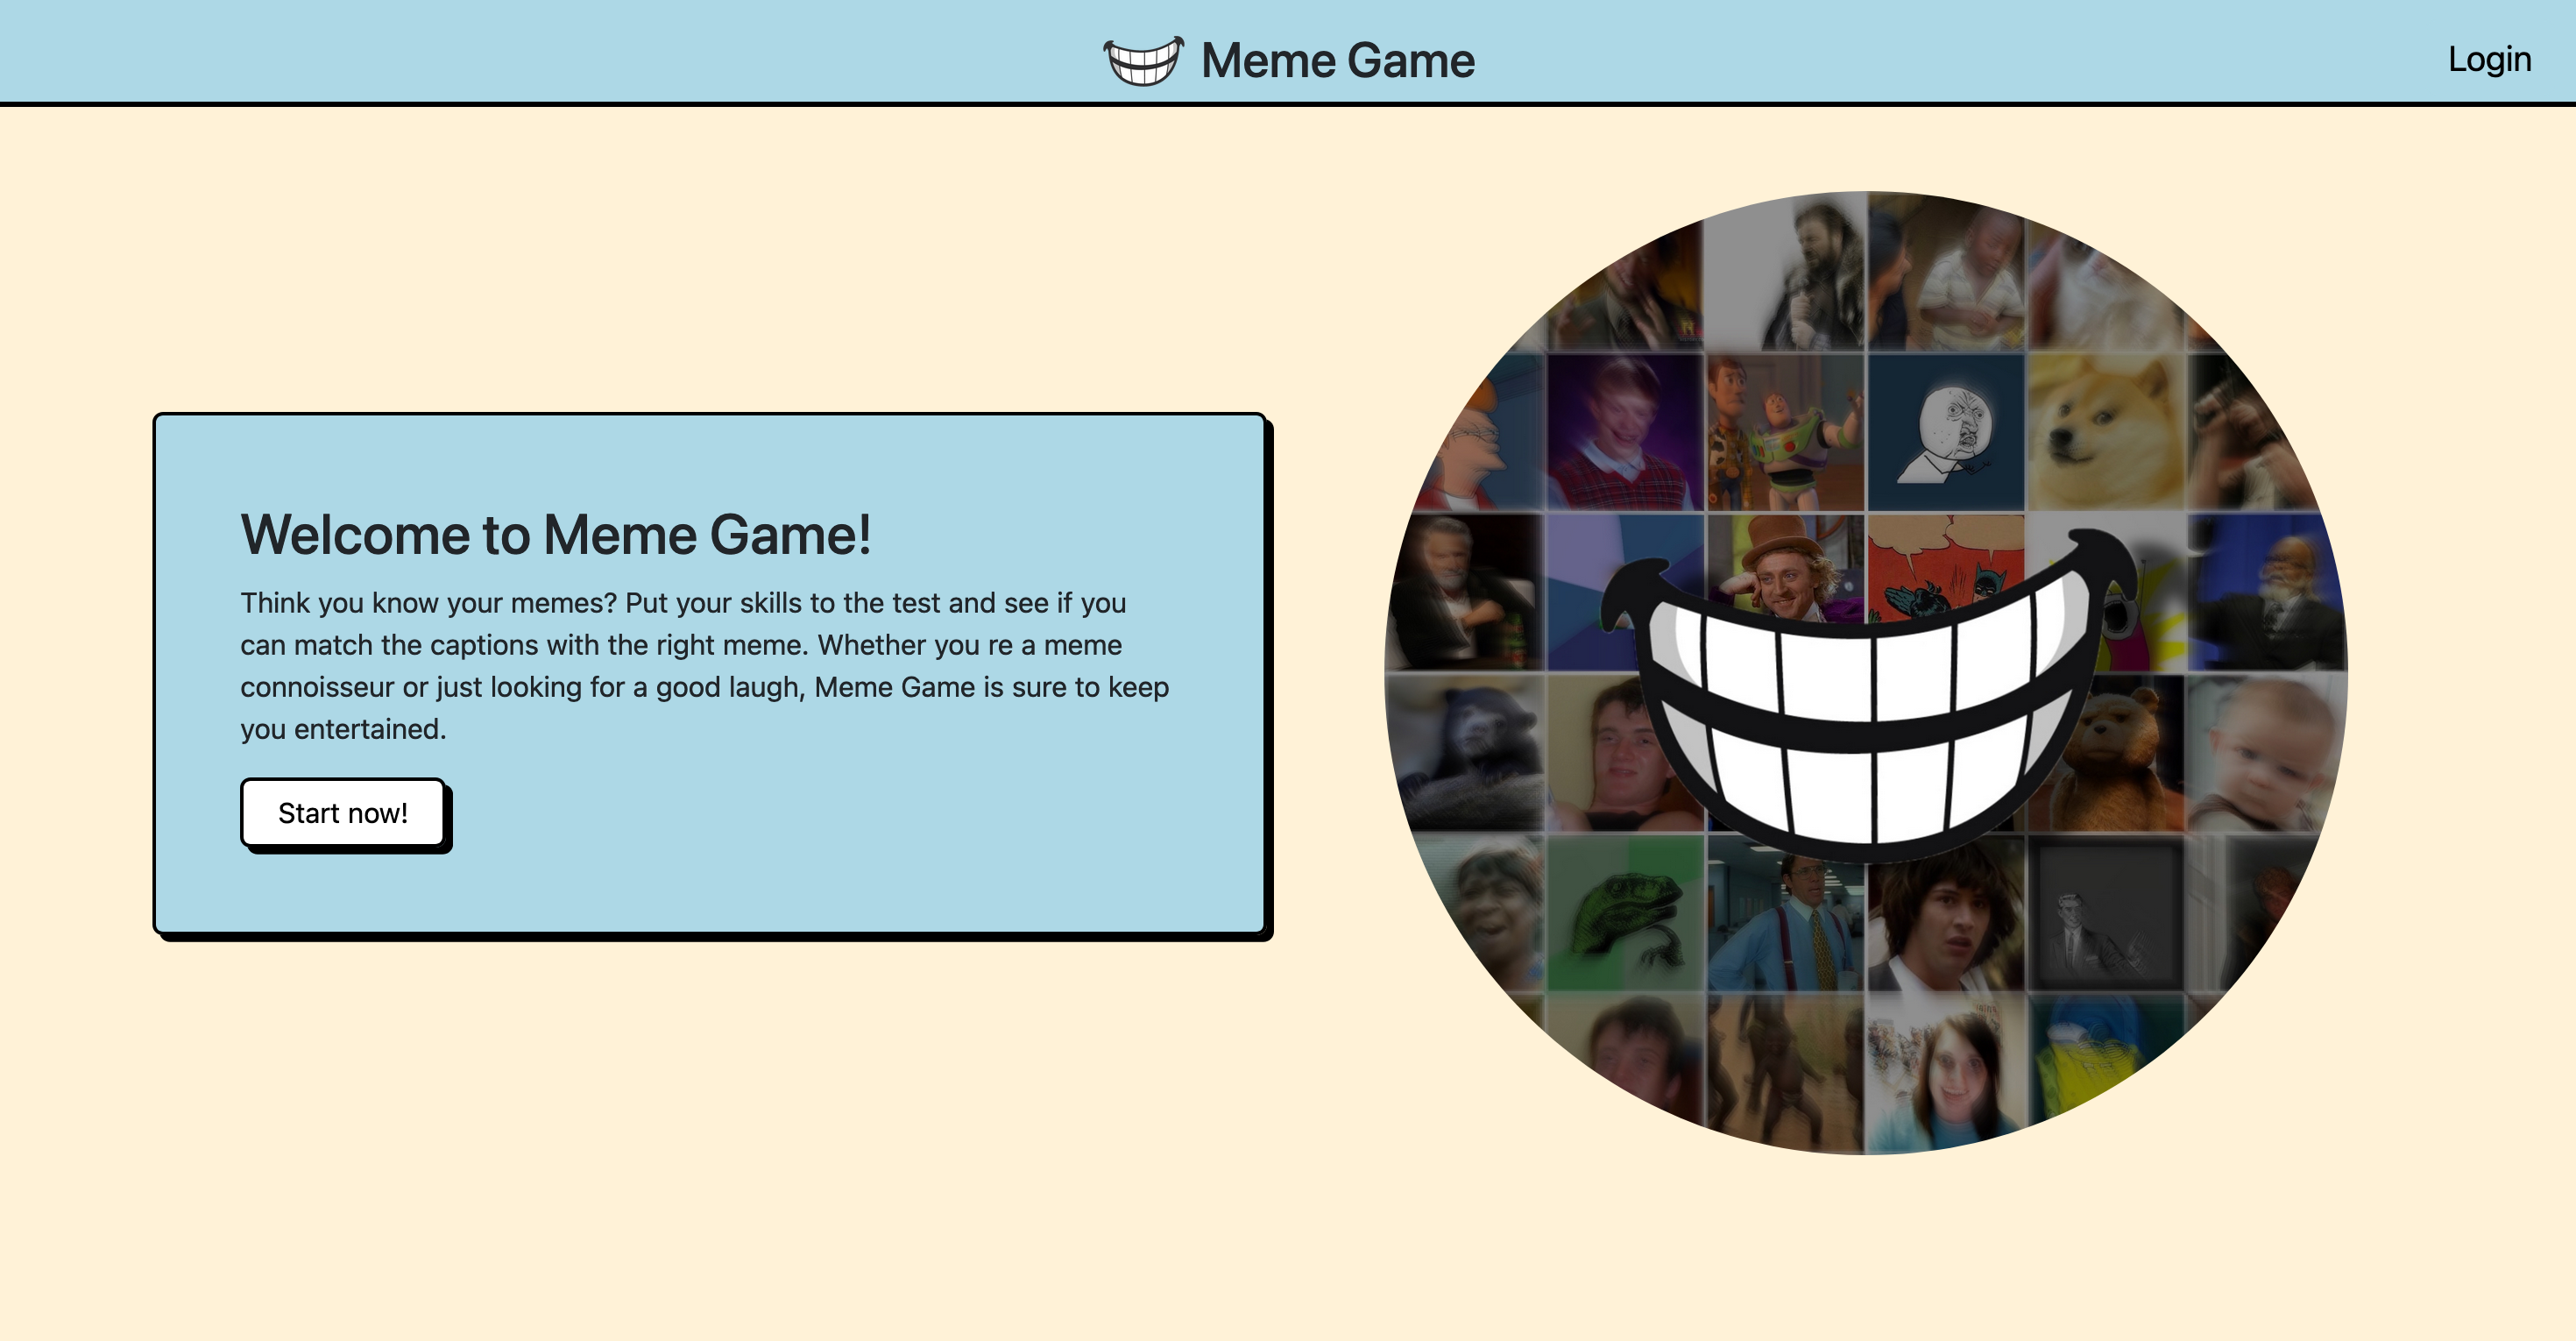 Meme Game
Login
Welcome to Meme Game!
Think you know your memes? Put your skills to the test and see if you
can match the captions with the right meme. Whether you re a meme
connoisseur or just looking for a good laugh, Meme Game is sure to keep
you entertained.
Start now!